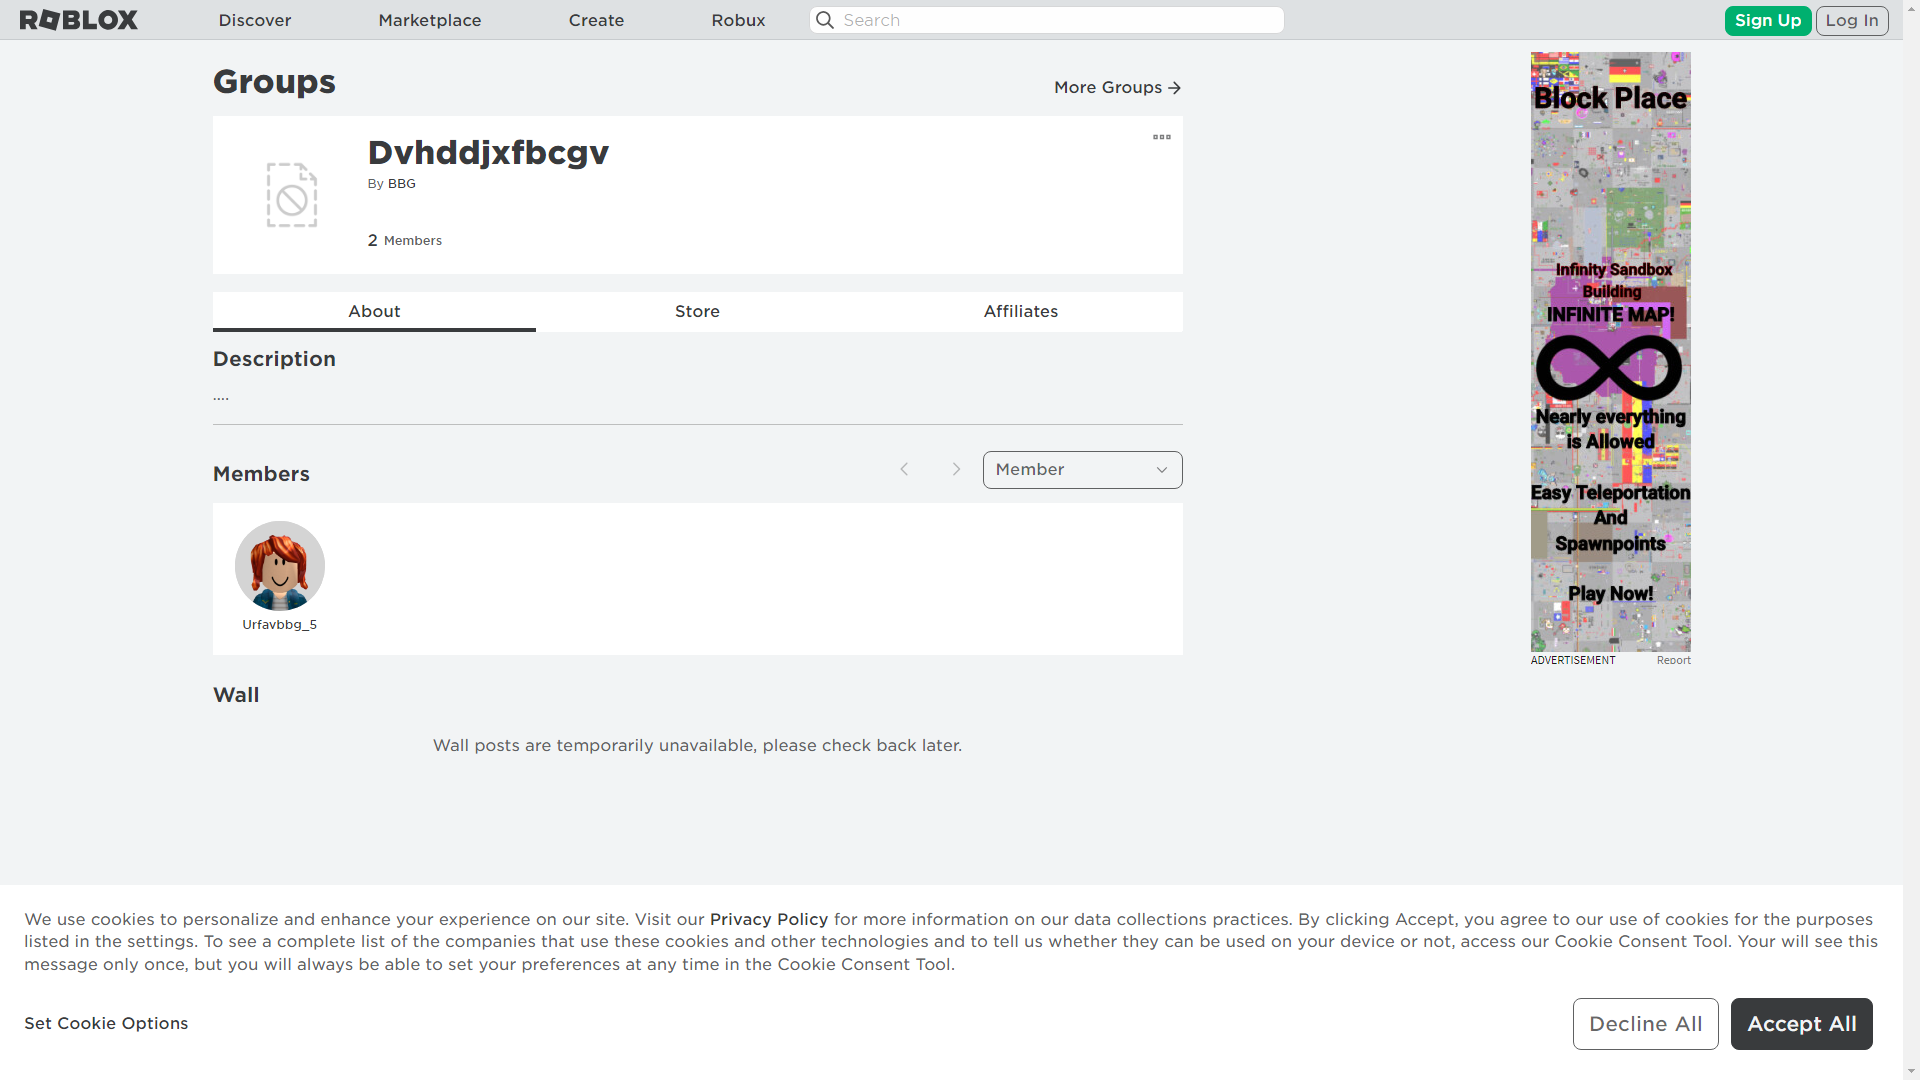 ROBLOX
Discover
Marketplace
Create
Robux
Search
Sign Up
Log In
Groups
More Groups
Dvhddjxfbcgv
By BBG
2 Members
About
Store
Affiliates
Description
....
Members
Member
Urfavbbg_5
Wall
Wall posts are temporarily unavailable, please check back later.
Block Place
Infinity Sandbox
Building
INFINITE MAP!
Nearly everything
is Allowed
Easy Teleportation
And
Spawnpoints
Play Now!
ADVERTISEMENT
Report
We use cookies to personalize and enhance your experience on our site. Visit our Privacy Policy for more information on our data collections practices. By clicking Accept, you agree to our use of cookies for the purposes
listed in the settings. To see a complete list of the companies that use these cookies and other technologies and to tell us whether they can be used on your device or not, access our Cookie Consent Tool. Your will see this
message only once, but you will always be able to set your preferences at any time in the Cookie Consent Tool.
Set Cookie Options
Decline All
Accept All